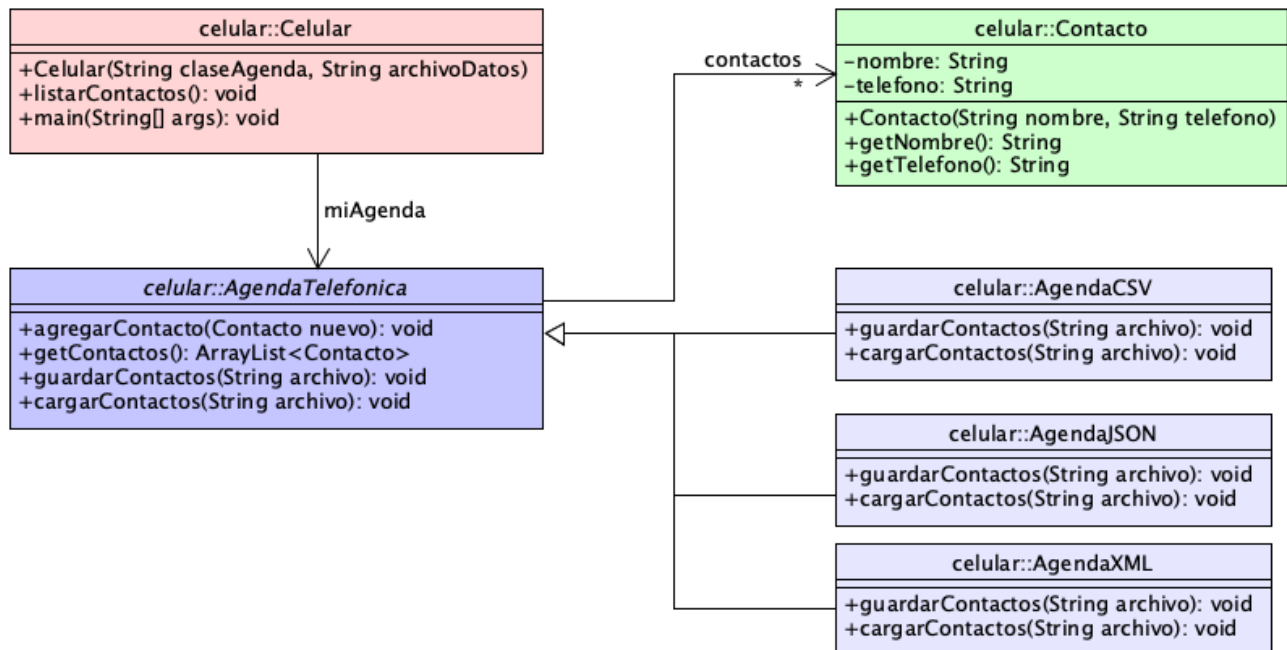 celular::Celular
+Celular(String claseAgenda, String archivoDatos)
+listarContactos(): void
+main(String[] args): void
miAgenda
contactos
*
celular::Contacto
-nombre: String
-telefono: String
+Contacto(String nombre, String telefono)
+getNombre(): String
+getTelefono(): String
celular::AgendaTelefonica
+agregarContacto(Contacto nuevo): void
+getContactos(): ArrayList<Contacto>
+guardarContactos(String archivo): void
+cargarContactos(String archivo): void
celular::AgendaCSV
+guardarContactos(String archivo): void
+cargarContactos(String archivo): void
celular::AgendaJSON
+guardarContactos(String archivo): void
+cargarContactos(String archivo): void
celular::AgendaXML
+guardarContactos(String archivo): void
+cargarContactos(String archivo): void